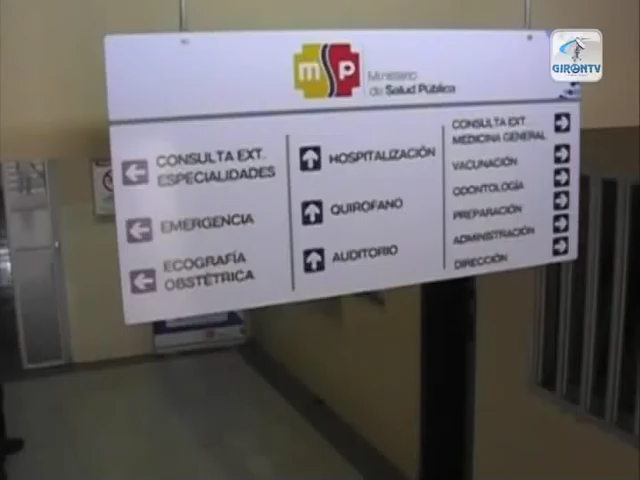 GIRONTV
msp
Ministerio
de Salud Pública
CONSULTA EXT.
ESPECIALIDADES
EMERGENCIA
ECOGRAFÍA
OBSTÉTRICA
HOSPITALIZACIÓN
QUIROFANO
AUDITORIO
CONSULTA EXT.
MEDICINA GENERAL
VACUNACIÓN
ODONTOLOGÍA
PREPARACIÓN
ADMINISTRACIÓN
DIRECCIÓN